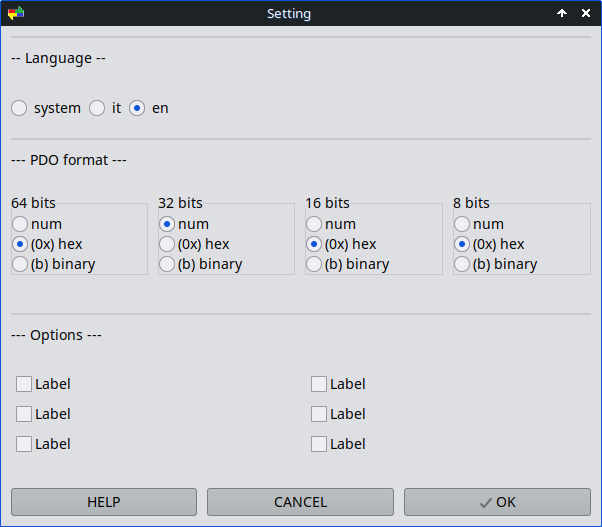 Setting
-- Language --
system it en
--- PDO format ---
64 bits 32 bits 16 bits 8 bits
num num num num
(0x) hex (0x) hex (0x) hex (0x) hex
(b) binary (b) binary (b) binary (b) binary
--- Options ---
Label Label
Label Label
Label Label
HELP CANCEL OK